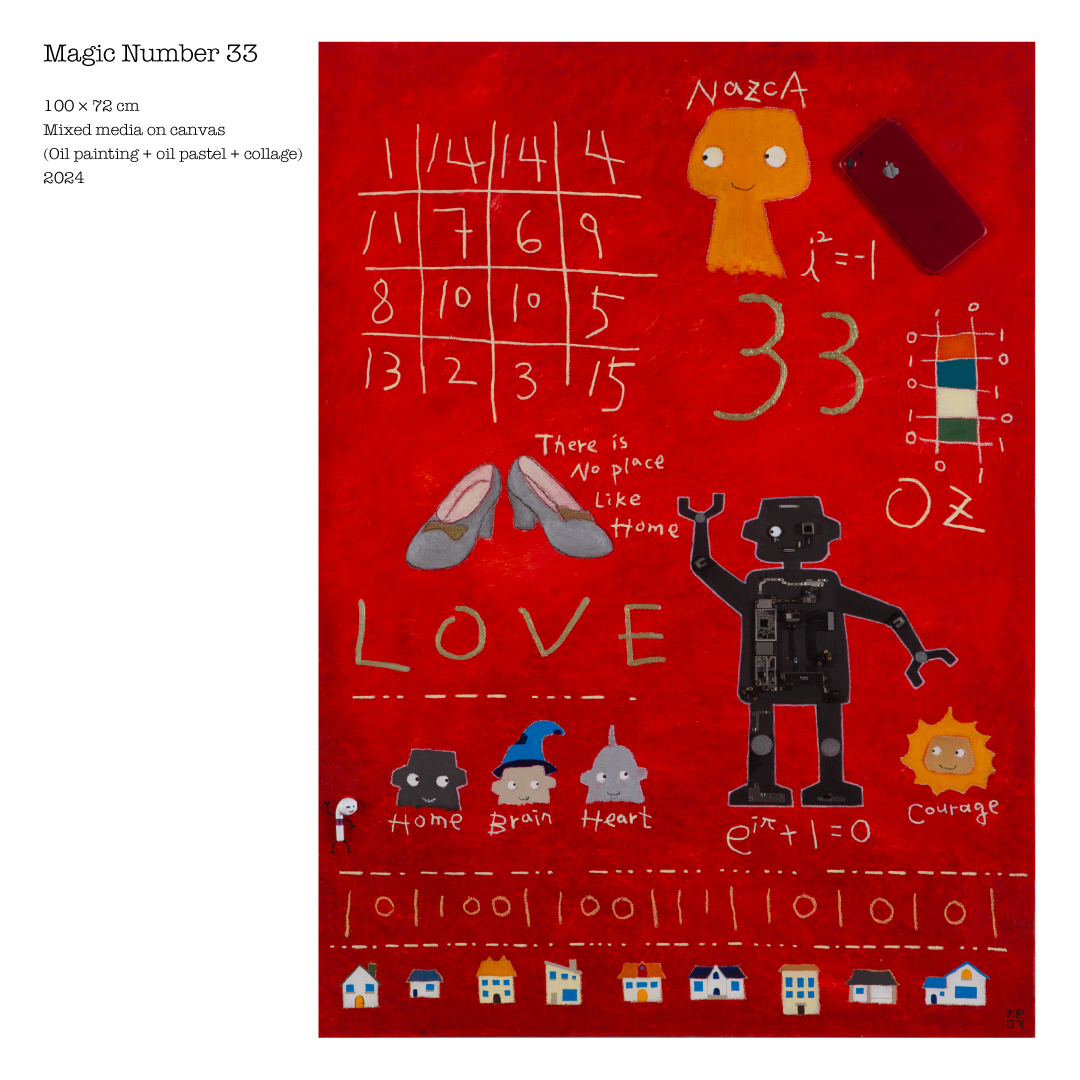 Magic Number 33
100 × 72 cm
Mixed media on canvas
(Oil painting + oil pastel + collage)
2024
NazcA
1 14 14 4
11 7 6 9
8 10 10 5
13 2 3 15
i²=-1
33
1 0
0 1
1 0
0 1
1 0
0 1
0 1
OZ
There is
No place
Like
Home
LOVE
Home Brain Heart
Courage
e^iπ+1=0
1 0 1 1 0 0 1 1 0 0 1 1 1 1 1 0 1 0 1 0 1